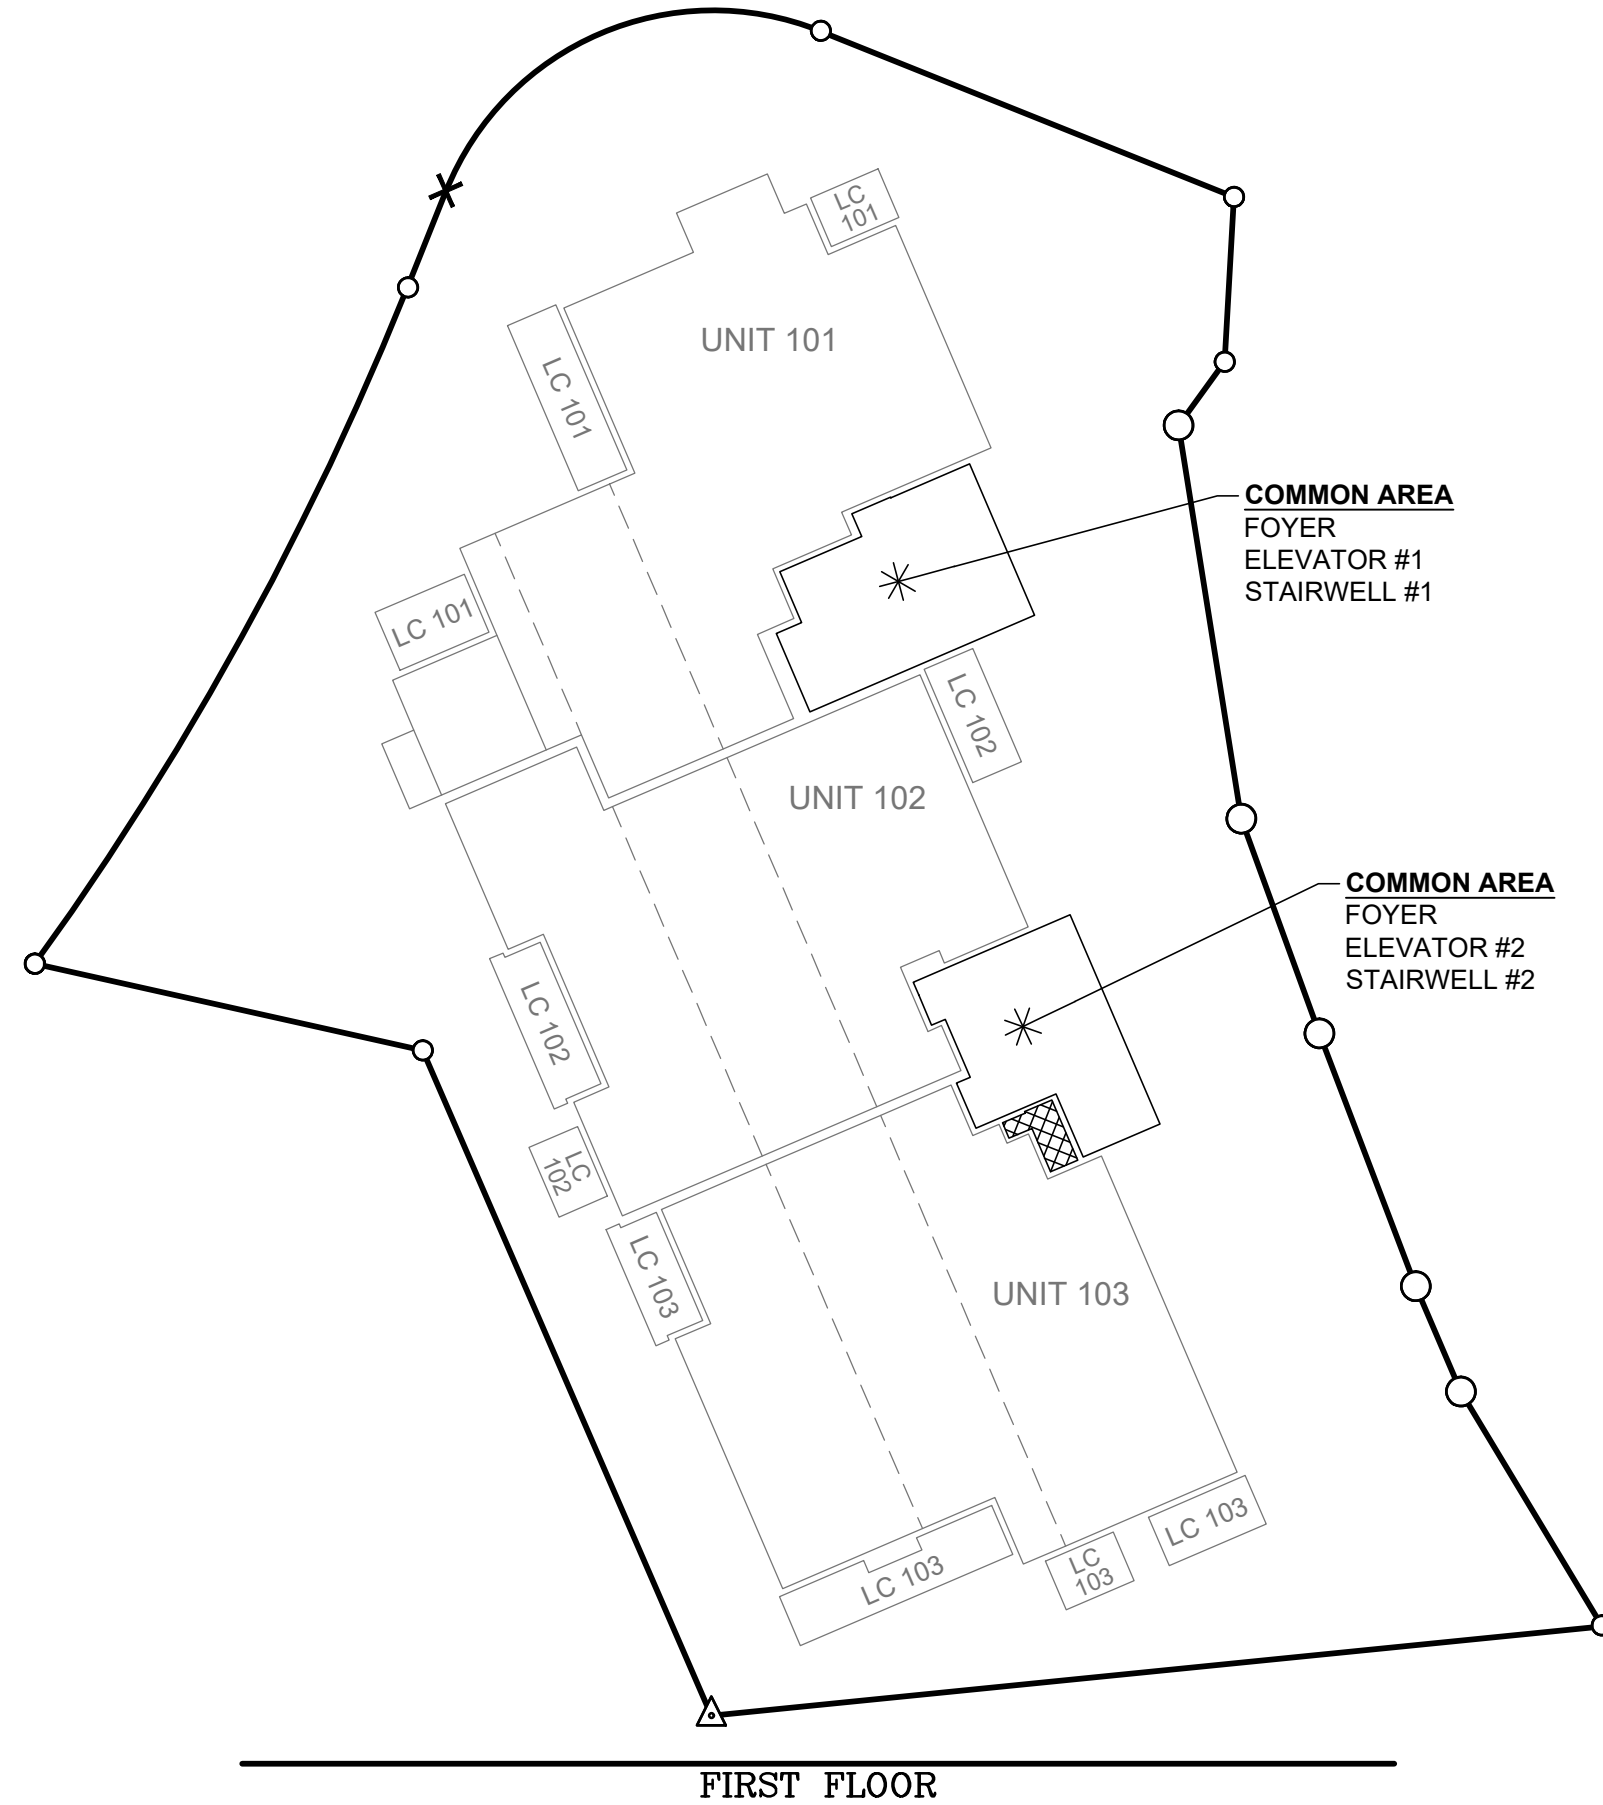 LC
101
UNIT 101
LC 101
COMMON AREA
FOYER
ELEVATOR #1
STAIRWELL #1
LC 101
LC 102
UNIT 102
COMMON AREA
FOYER
ELEVATOR #2
STAIRWELL #2
LC 102
LC
102
LC 103
UNIT 103
LC 103
LC
103
LC 103
FIRST FLOOR